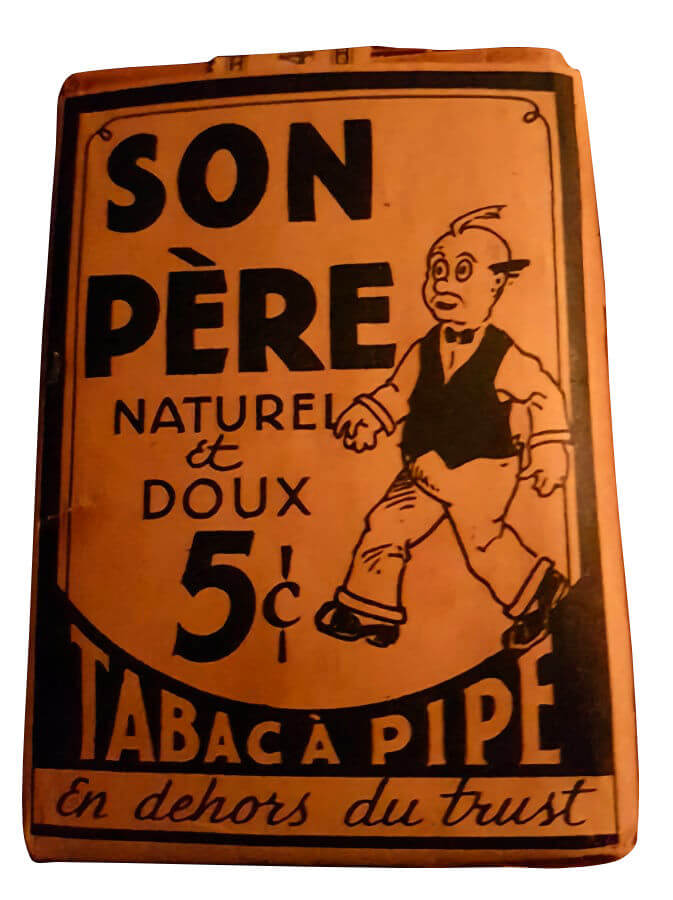 SON
PÈRE
NATUREL
et
DOUX
5¢
TABAC À PIPE
En dehors du trust